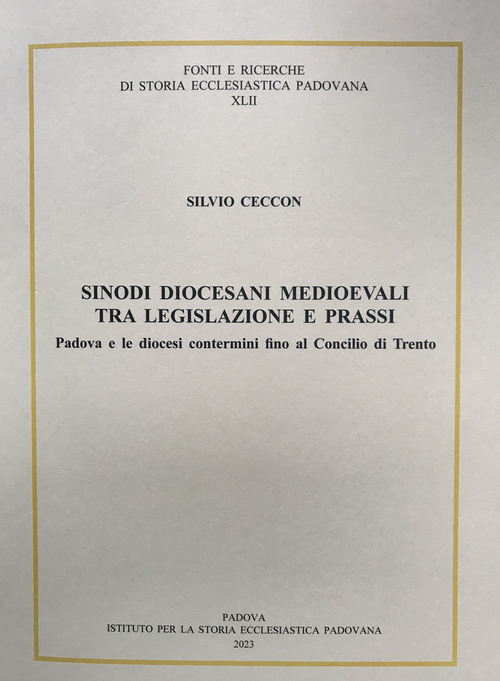 FONTI E RICERCHE
DI STORIA ECCLESIASTICA PADOVANA
XLII
SILVIO CECCON
SINODI DIOCESANI MEDIOEVALI
TRA LEGISLAZIONE E PRASSI
Padova e le diocesi contermini fino al Concilio di Trento
PADOVA
ISTITUTO PER LA STORIA ECCLESIASTICA PADOVANA
2023